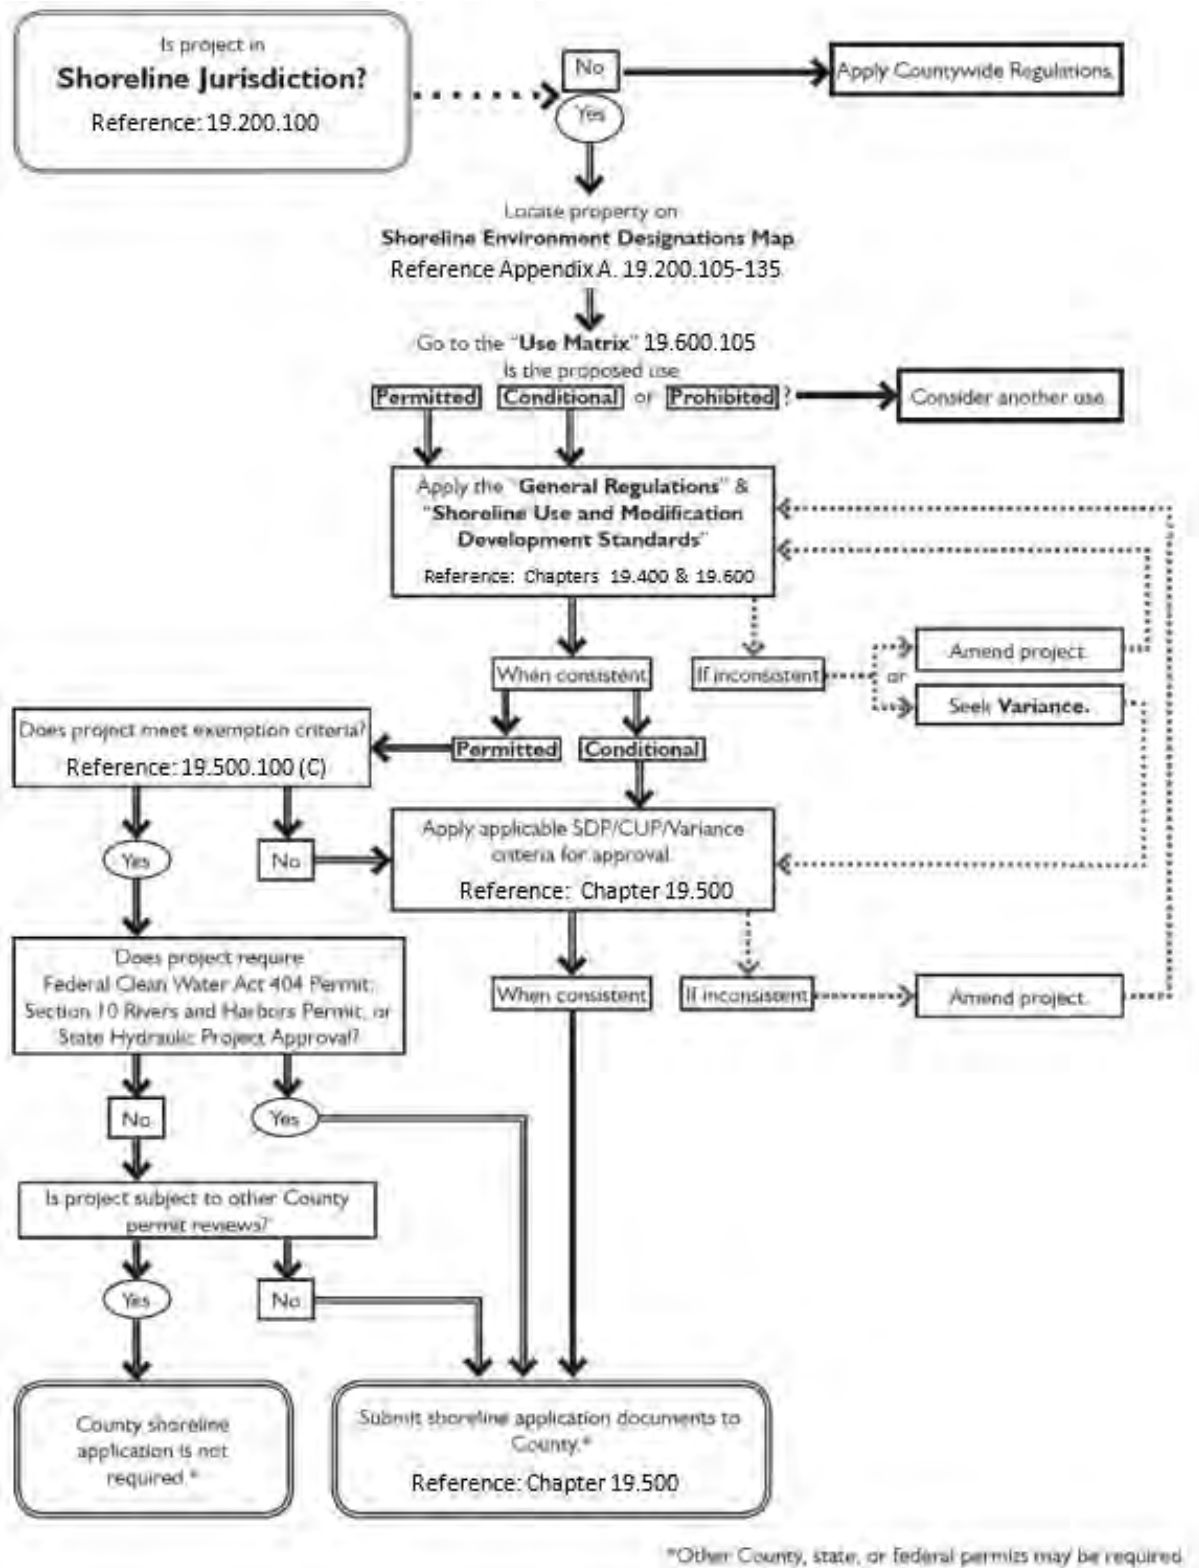 Is project in
Shoreline Jurisdiction?
Reference: 19.200.100
No
Yes
Apply Countywide Regulations.
Locate property on
Shoreline Environment Designations Map
Reference Appendix A. 19.200.105-135
Go to the "Use Matrix" 19.600.105
Is the proposed use
Permitted Conditional or Prohibited ?
Consider another use.
Apply the "General Regulations" &
"Shoreline Use and Modification
Development Standards"
Reference: Chapters 19.400 & 19.600
When consistent
If inconsistent
Amend project.
or
Seek Variance.
Does project meet exemption criteria?
Reference: 19.500.100 (C)
Permitted
Conditional
Yes
No
Apply applicable SDP/CUP/Variance
criteria for approval.
Reference: Chapter 19.500
Does project require
Federal Clean Water Act 404 Permit,
Section 10 Rivers and Harbors Permit, or
State Hydraulic Project Approval?
When consistent
If inconsistent
Amend project.
No
Yes
Is project subject to other County
permit reviews?
Yes
No
County shoreline
application is not
required.*
Submit shoreline application documents to
County.*
Reference: Chapter 19.500
*Other County, state, or federal permits may be required.